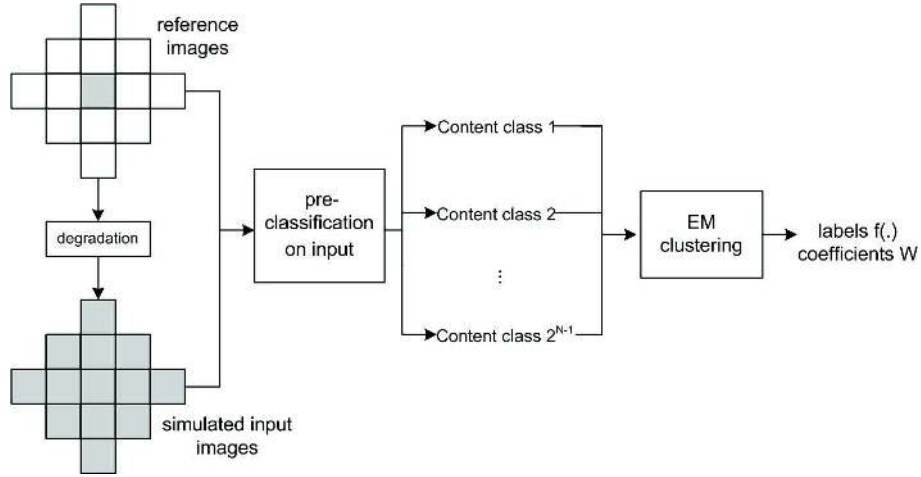 reference
images
degradation
simulated input
images
pre-
classification
on input
Content class 1
Content class 2
⋮
Content class 2^{N-1}
EM
clustering
labels f(.)
coefficients W